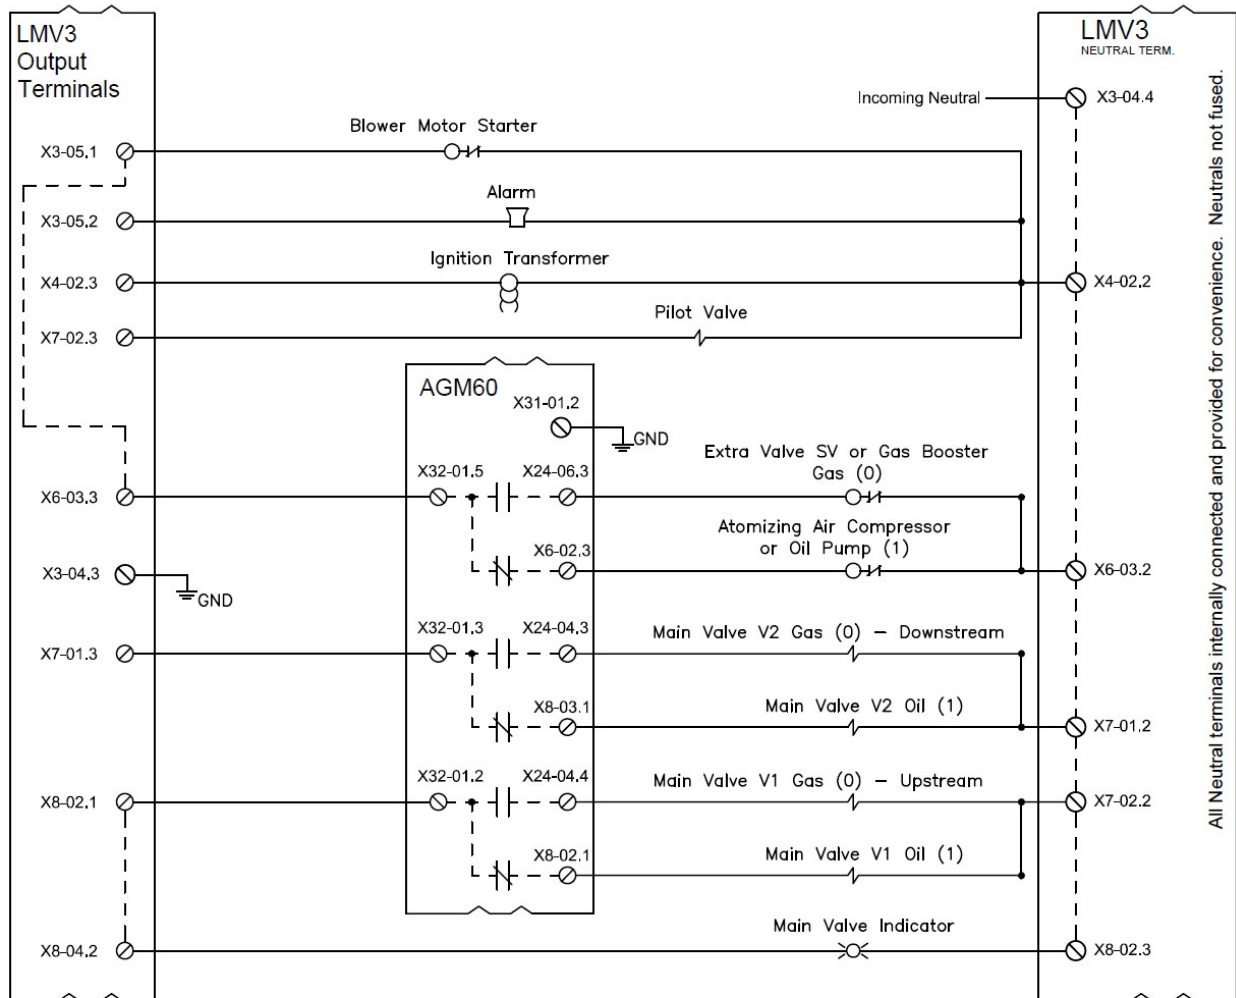 LMV3
Output
Terminals
LMV3
NEUTRAL TERM.
Incoming Neutral
X3-04.4
Blower Motor Starter
X3-05.1
Alarm
X3-05.2
Ignition Transformer
X4-02.3
X4-02.2
Pilot Valve
X7-02.3
AGM60
X31-01.2
GND
Extra Valve SV or Gas Booster
Gas (0)
X32-01.5
X24-06.3
X6-03.3
Atomizing Air Compressor
or Oil Pump (1)
X6-02.3
X6-03.2
X3-04.3
GND
X32-01.3
X24-04.3
Main Valve V2 Gas (0) – Downstream
X7-01.3
X8-03.1
Main Valve V2 Oil (1)
X7-01.2
X32-01.2
X24-04.4
Main Valve V1 Gas (0) – Upstream
X8-02.1
X7-02.2
X8-02.1
Main Valve V1 Oil (1)
Main Valve Indicator
X8-04.2
X8-02.3
All Neutral terminals internally connected and provided for convenience. Neutrals not fused.